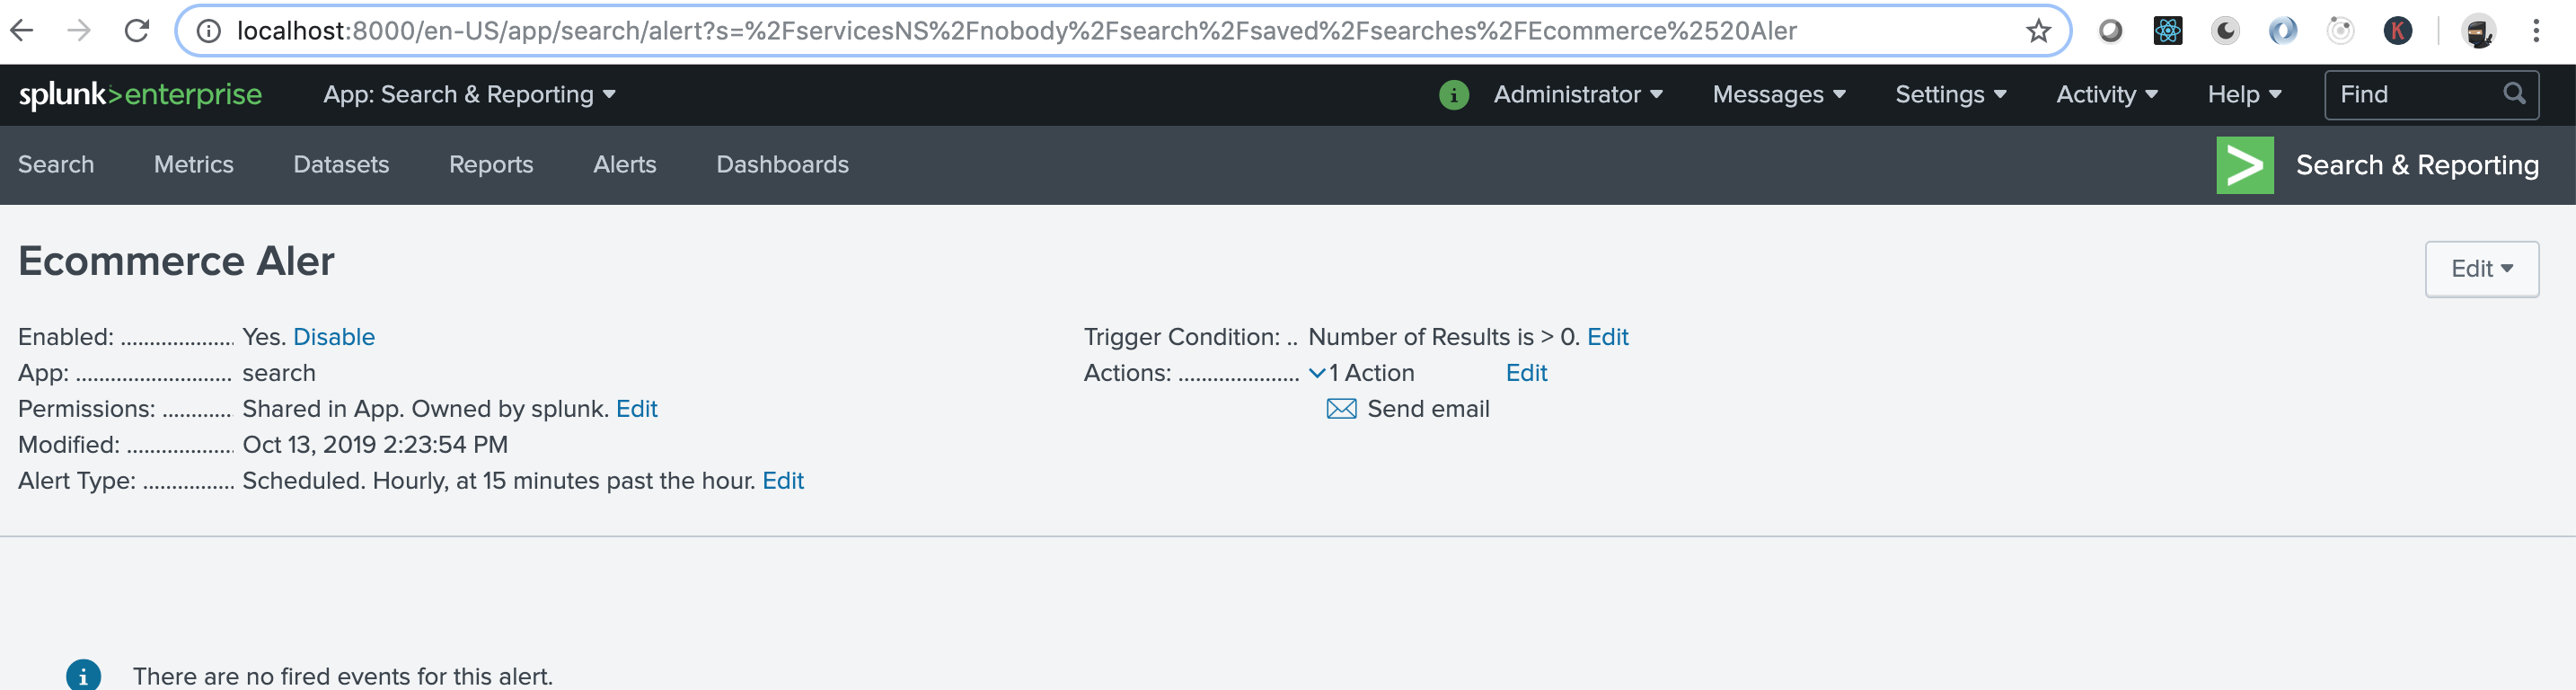 localhost:8000/en-US/app/search/alert?s=%2FservicesNS%2Fnobody%2Fsearch%2Fsaved%2Fsearches%2FEcommerce%2520Aler
K
splunk>enterprise App: Search & Reporting i Administrator Messages Settings Activity Help Find
Search Metrics Datasets Reports Alerts Dashboards > Search & Reporting
Ecommerce Aler
Edit
Enabled: ................... Yes. Disable
App: ........................... search
Permissions: ............ Shared in App. Owned by splunk. Edit
Modified: ................... Oct 13, 2019 2:23:54 PM
Alert Type: ................ Scheduled. Hourly, at 15 minutes past the hour. Edit
Trigger Condition: .. Number of Results is > 0. Edit
Actions: ..................... 1 Action Edit
Send email
i There are no fired events for this alert.